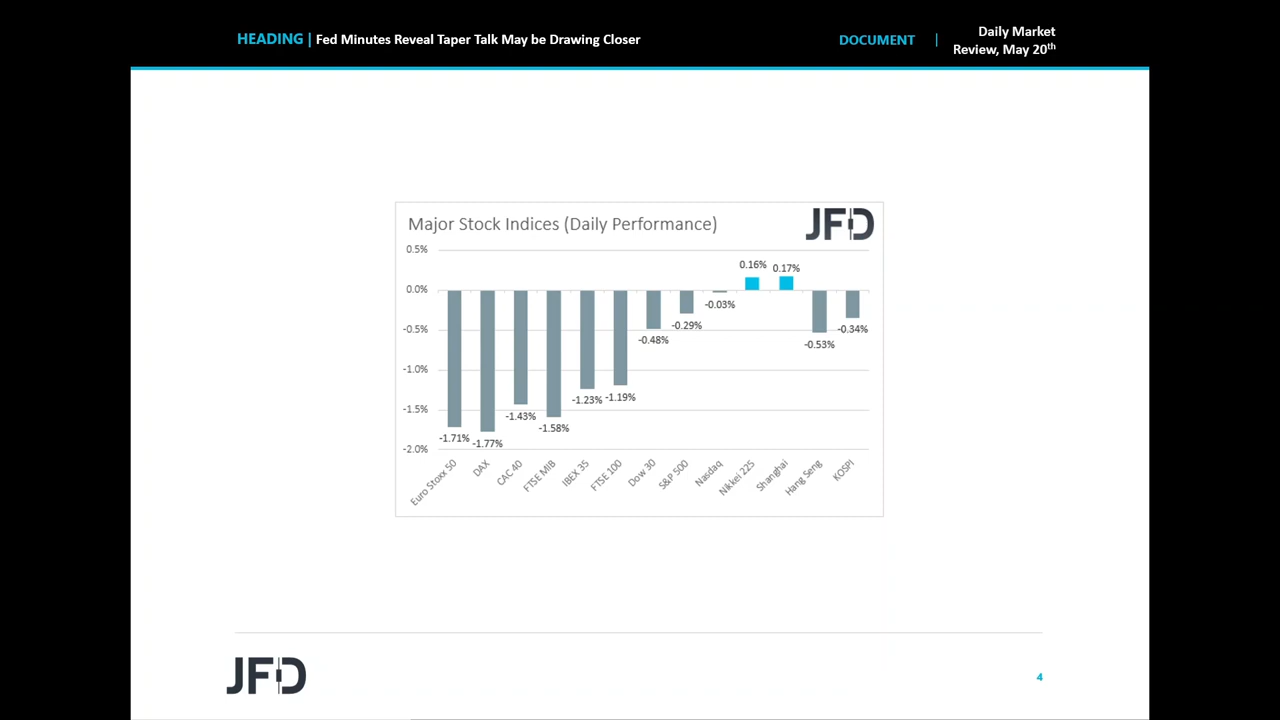 HEADING | Fed Minutes Reveal Taper Talk May be Drawing Closer
DOCUMENT |
Daily Market
Review, May 20th
Major Stock Indices (Daily Performance)
JFD
0.5%
0.0%
-0.5%
-1.0%
-1.5%
-2.0%
-1.71%
-1.77%
-1.43%
-1.58%
-1.23%
-1.19%
-0.48%
-0.29%
-0.03%
0.16%
0.17%
-0.53%
-0.34%
Euro Stoxx 50
DAX
CAC 40
FTSE MIB
IBEX 35
FTSE 100
Dow 30
S&P 500
Nasdaq
Nikkei 225
Shanghai
Hang Seng
KOSPI
JFD
4